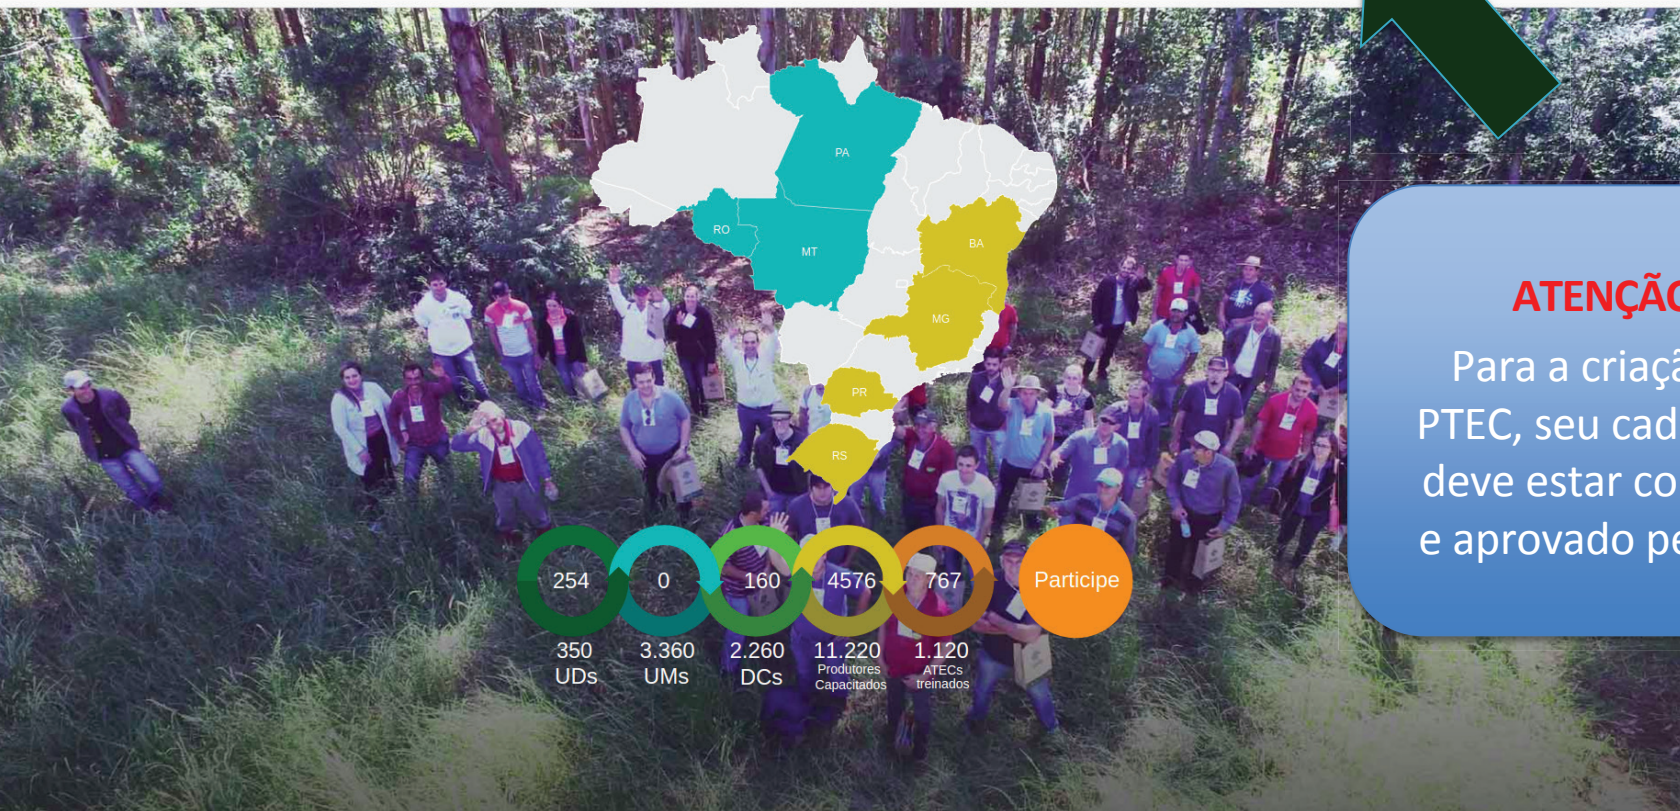 PA
RO
MT
BA
MG
PR
RS
ATENÇÃO
Para a criaçã
PTEC, seu cad
deve estar co
e aprovado pe
254
0
160
4576
767
Participe
350
UDs
3.360
UMs
2.260
DCs
11.220
Produtores
Capacitados
1.120
ATECs
treinados